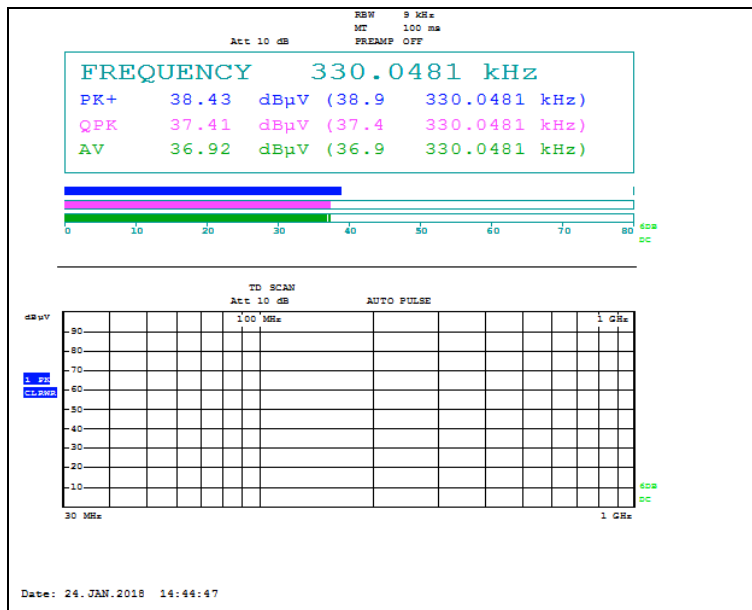 RBW 9 kHz
MT 100 ms
Att 10 dB PREAMP OFF
FREQUENCY 330.0481 kHz
PK+ 38.43 dBµV (38.9 330.0481 kHz)
QPK 37.41 dBµV (37.4 330.0481 kHz)
AV 36.92 dBµV (36.9 330.0481 kHz)
0 10 20 30 40 50 60 70 80
6DB
DC
TD SCAN
Att 10 dB AUTO PULSE
dBµV
100 MHz 1 GHz
90
80
70
1 PK
CLRWR
60
50
40
30
20
10
6DB
DC
30 MHz 1 GHz
Date: 24.JAN.2018 14:44:47